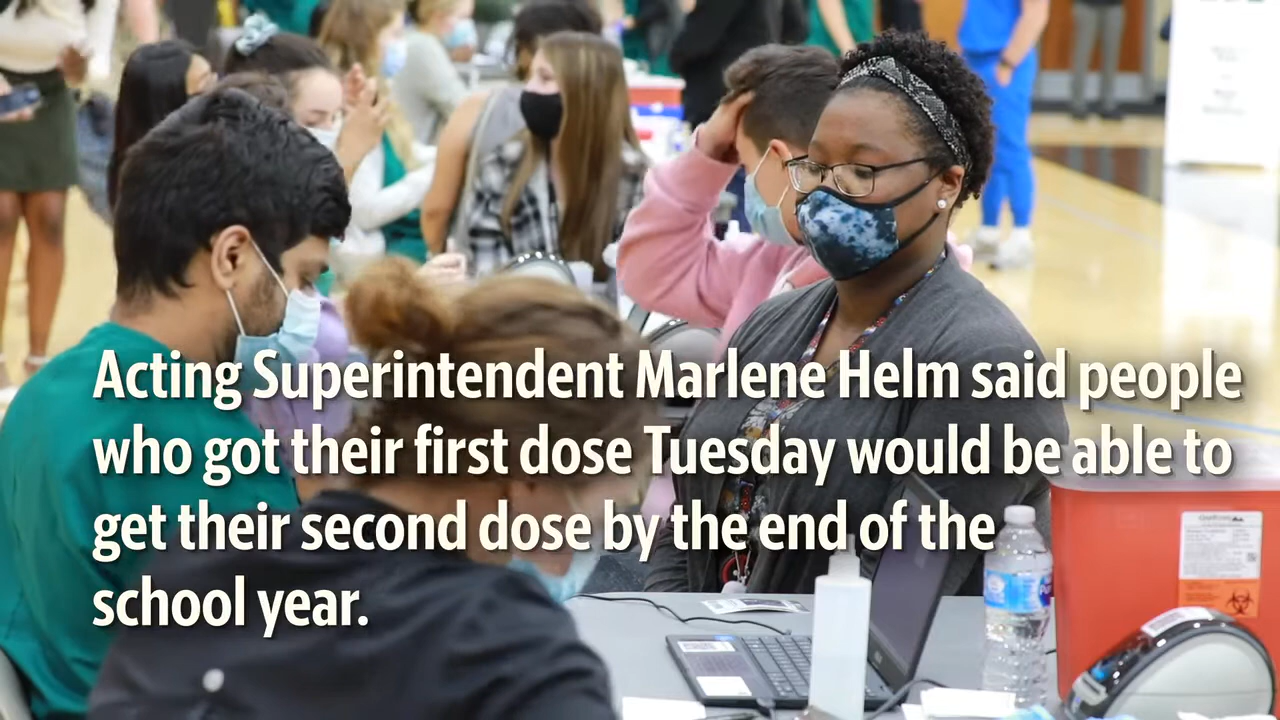 Acting Superintendent Marlene Helm said people
who got their first dose Tuesday would be able to
get their second dose by the end of the
school year.